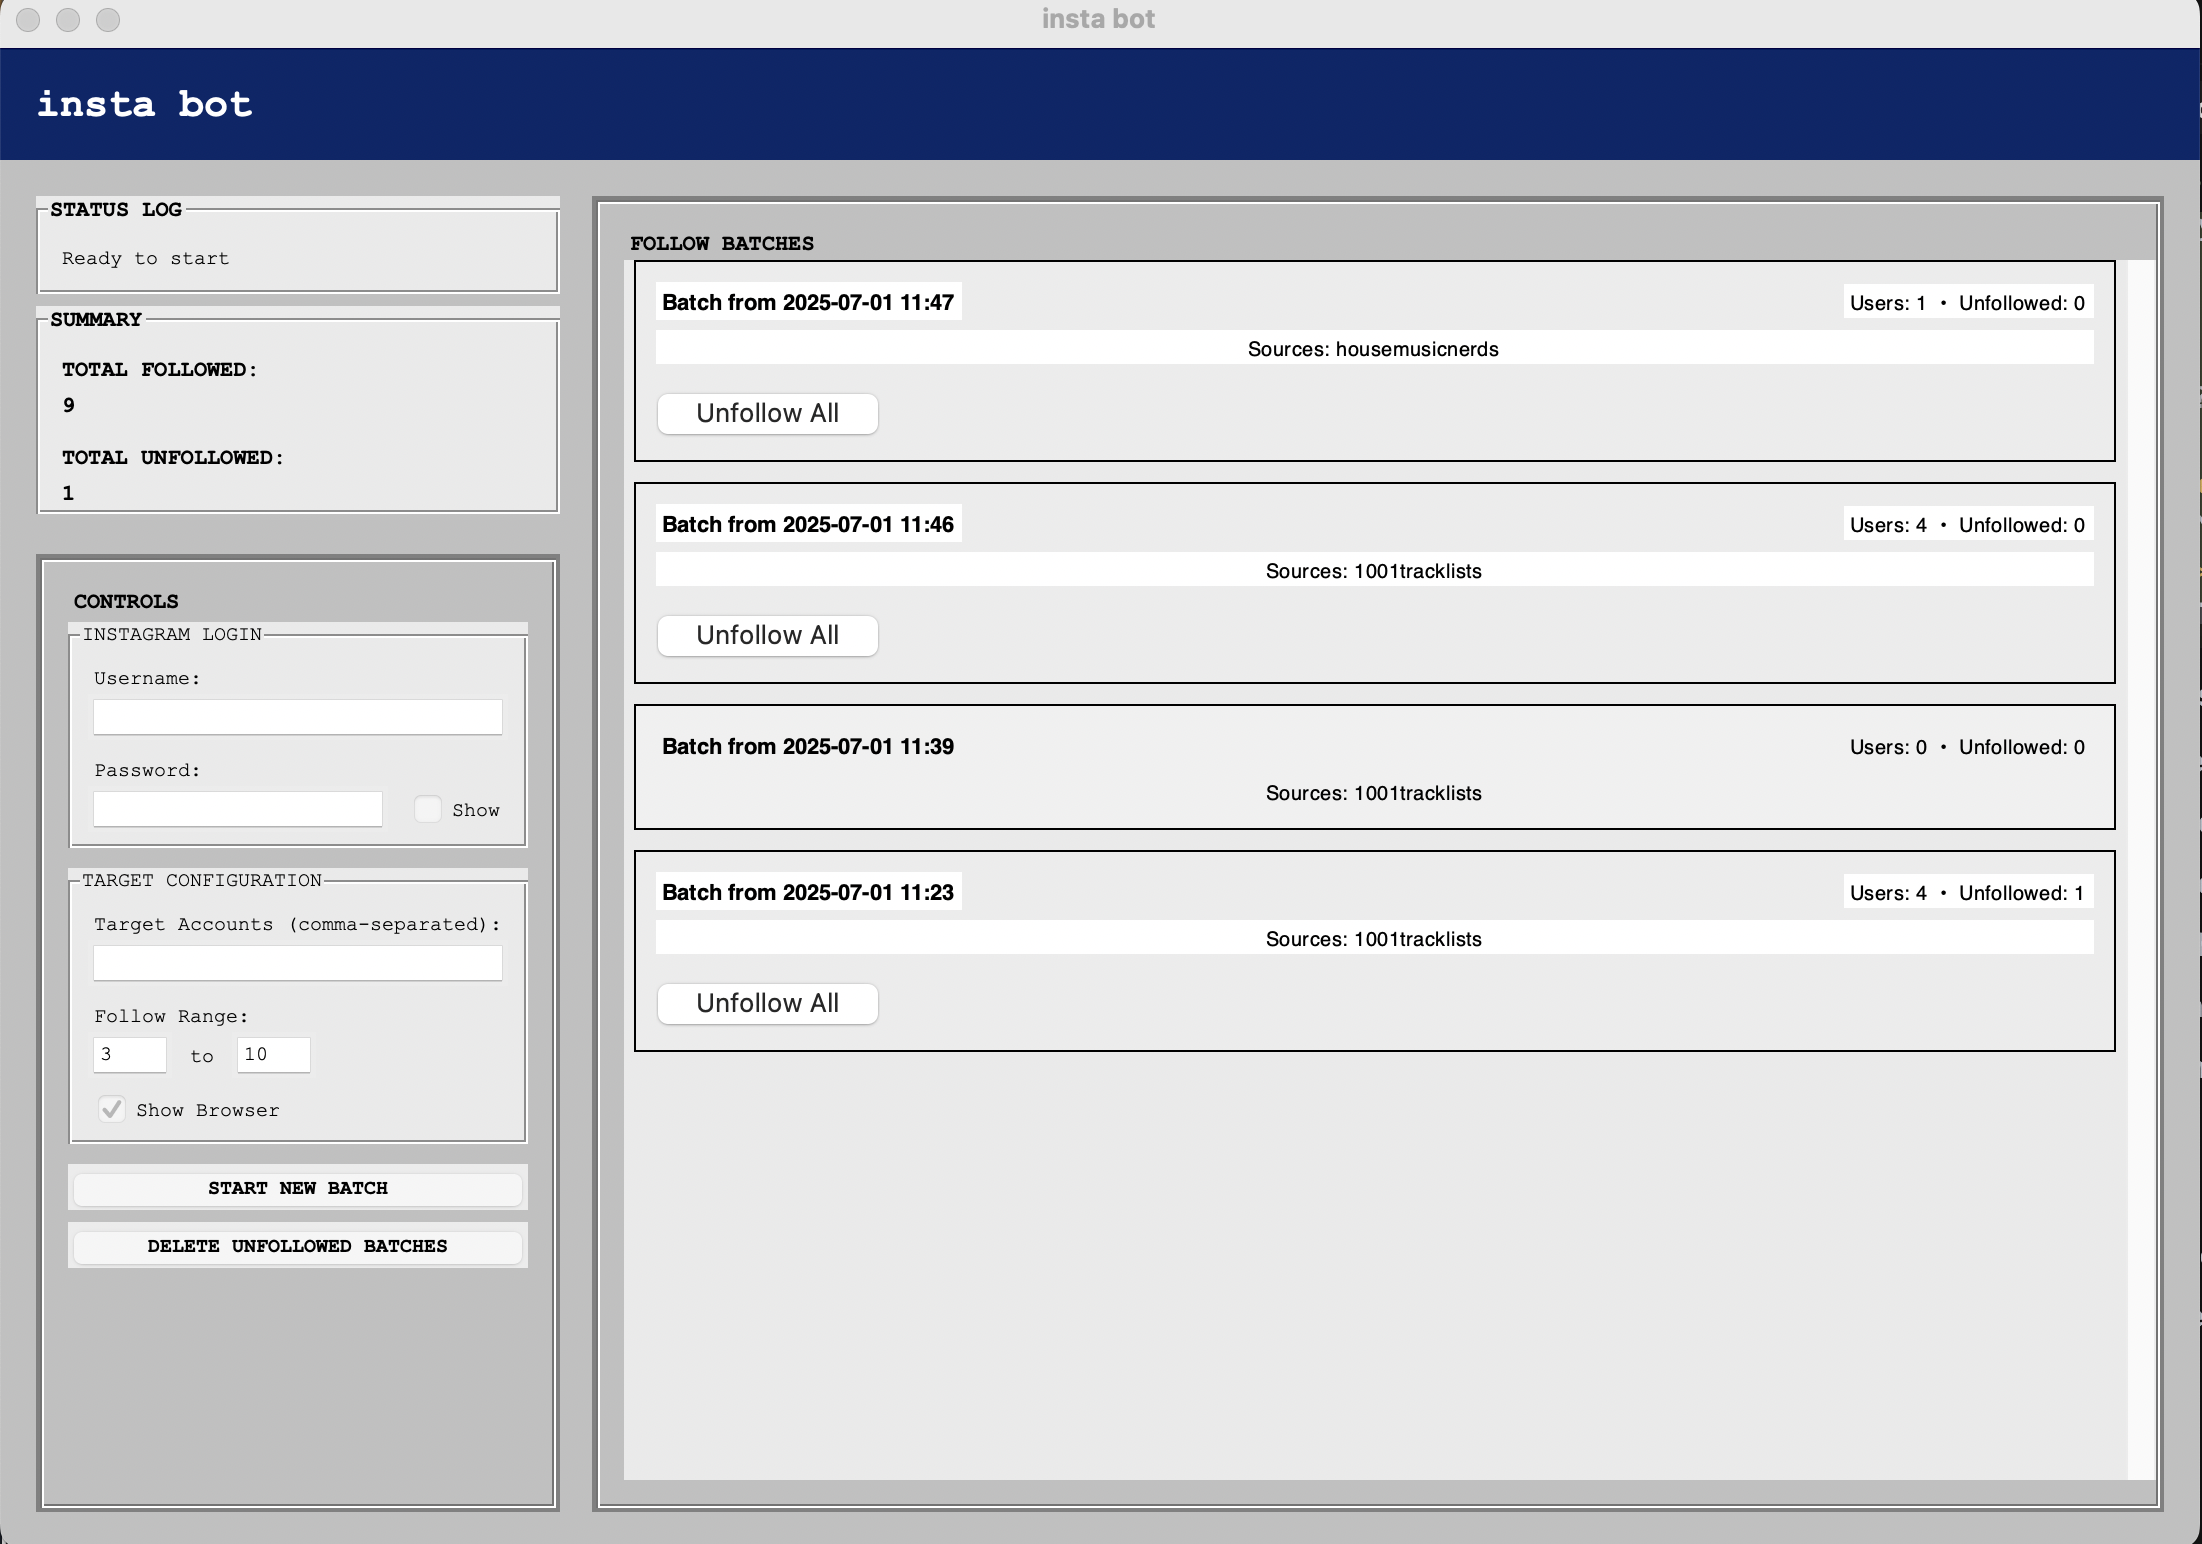 insta bot
insta bot
STATUS LOG
Ready to start
SUMMARY
TOTAL FOLLOWED:
9
TOTAL UNFOLLOWED:
1
CONTROLS
INSTAGRAM LOGIN
Username:
Password:
Show
TARGET CONFIGURATION
Target Accounts (comma-separated):
Follow Range:
3 to 10
Show Browser
START NEW BATCH
DELETE UNFOLLOWED BATCHES
FOLLOW BATCHES
Batch from 2025-07-01 11:47 Users: 1 • Unfollowed: 0
Sources: housemusicnerds
Unfollow All
Batch from 2025-07-01 11:46 Users: 4 • Unfollowed: 0
Sources: 1001tracklists
Unfollow All
Batch from 2025-07-01 11:39 Users: 0 • Unfollowed: 0
Sources: 1001tracklists
Batch from 2025-07-01 11:23 Users: 4 • Unfollowed: 1
Sources: 1001tracklists
Unfollow All